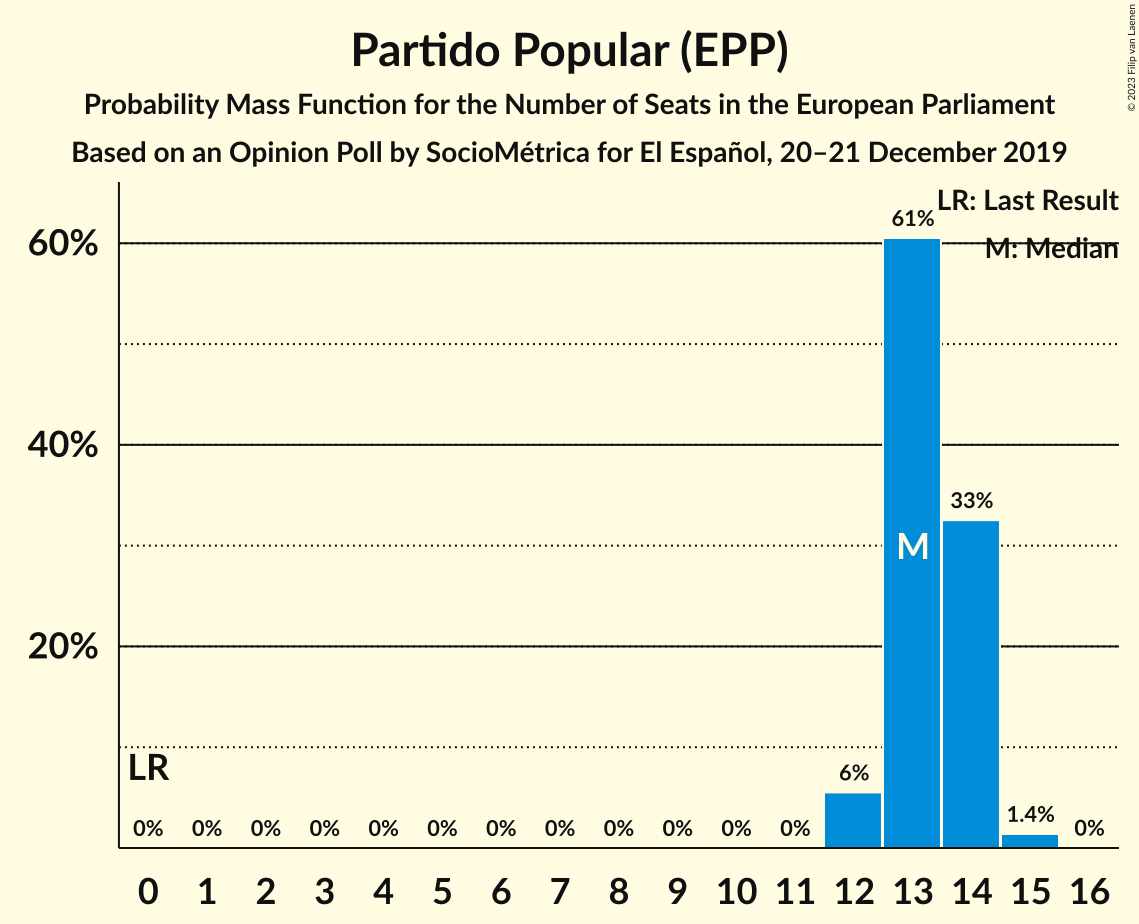 Partido Popular (EPP)
Probability Mass Function for the Number of Seats in the European Parliament
Based on an Opinion Poll by SocioMétrica for El Español, 20–21 December 2019
© 2023 Filip van Laenen
LR: Last Result
M: Median
60%
40%
20%
61%
33%
M
LR
6%
1.4%
0% 0% 0% 0% 0% 0% 0% 0% 0% 0% 0% 0% 0%
0 1 2 3 4 5 6 7 8 9 10 11 12 13 14 15 16